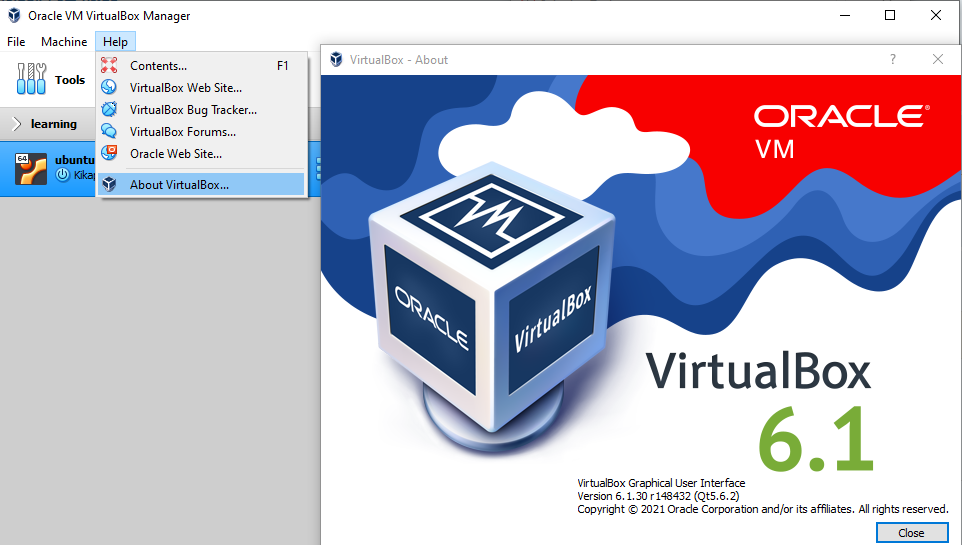 Oracle VM VirtualBox Manager
File Machine Help
Contents... F1
VirtualBox Web Site...
VirtualBox Bug Tracker...
VirtualBox Forums...
Oracle Web Site...
About VirtualBox...
Tools
learning
64
ubuntu
VirtualBox - About
?
ORACLE®
VM
ORACLE
VirtualBox
VirtualBox
6.1
VirtualBox Graphical User Interface
Version 6.1.30 r148432 (Qt5.6.2)
Copyright © 2021 Oracle Corporation and/or its affiliates. All rights reserved.
Close